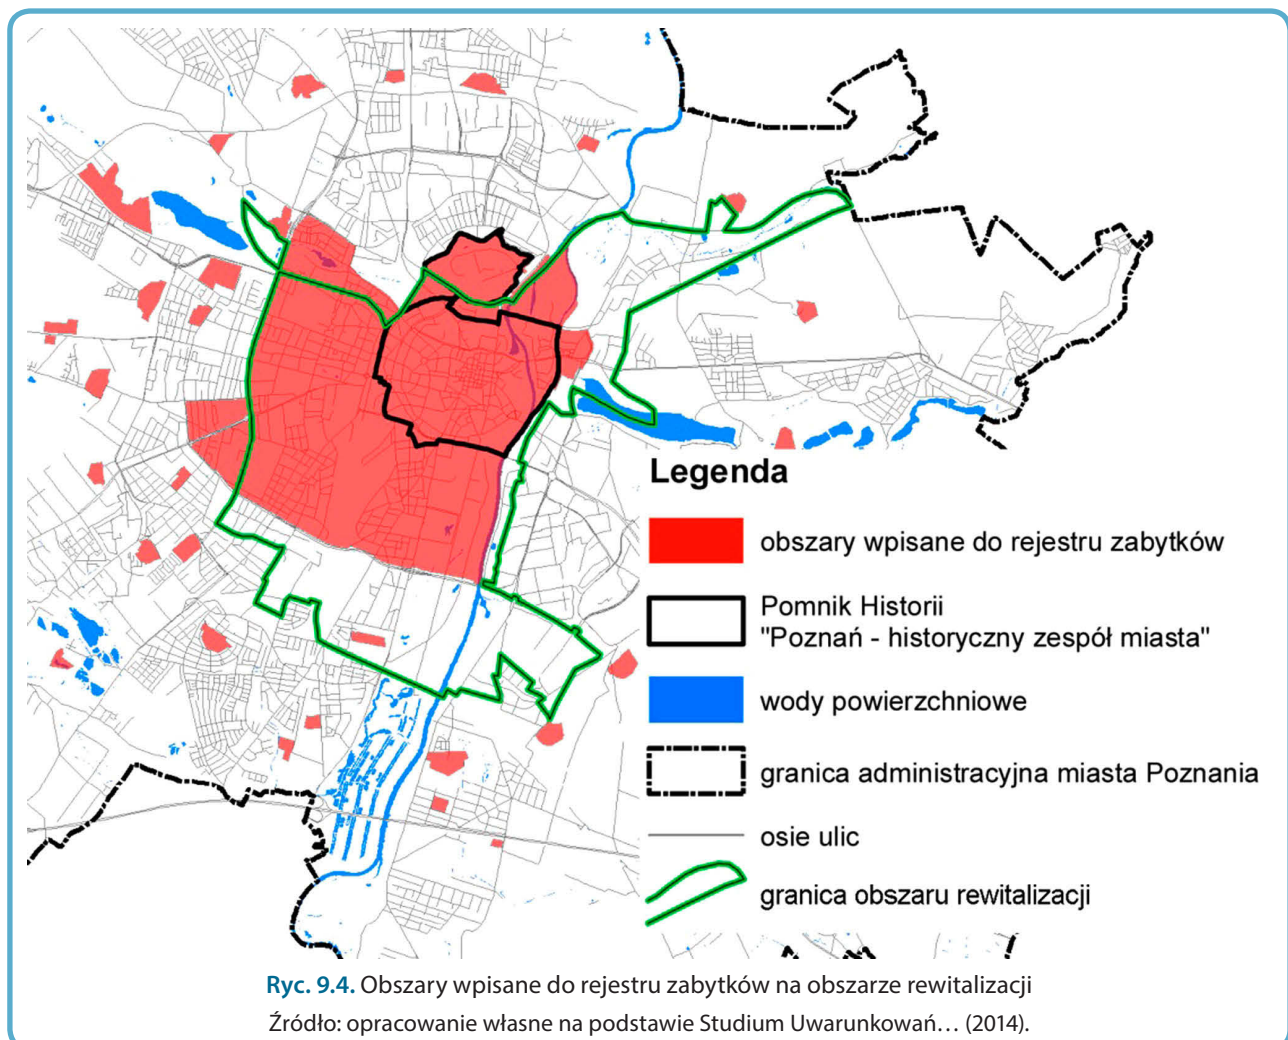 Legenda
obszary wpisane do rejestru zabytków
Pomnik Historii
"Poznań - historyczny zespół miasta"
wody powierzchniowe
granica administracyjna miasta Poznania
osie ulic
granica obszaru rewitalizacji
Ryc. 9.4. Obszary wpisane do rejestru zabytków na obszarze rewitalizacji
Źródło: opracowanie własne na podstawie Studium Uwarunkowań… (2014).